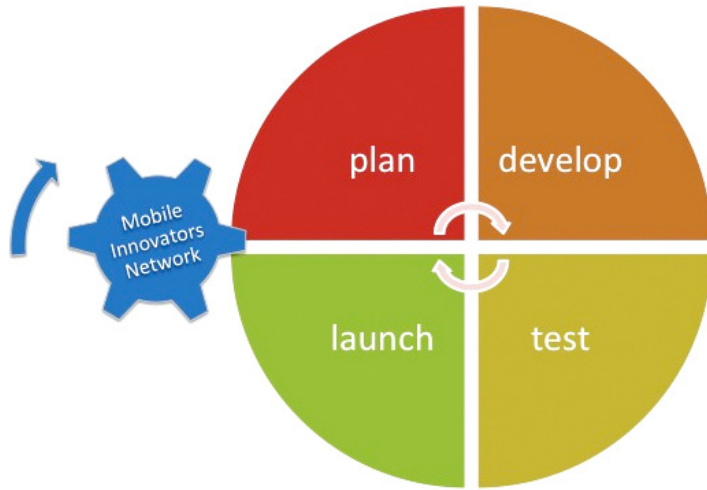 plan
develop
Mobile
Innovators
Network
launch
test